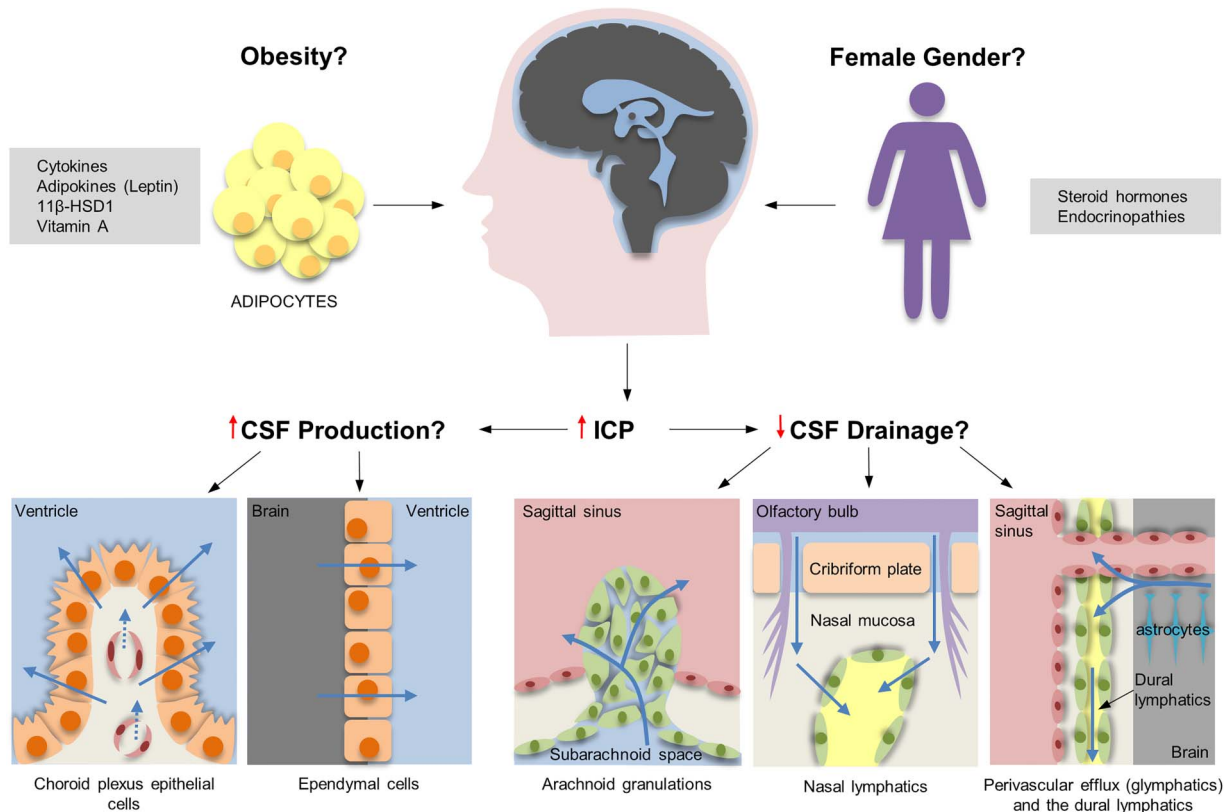 Obesity?
Female Gender?
Cytokines
Adipokines (Leptin)
11β-HSD1
Vitamin A
Steroid hormones
Endocrinopathies
ADIPOCYTES
CSF Production?
ICP
CSF Drainage?
Ventricle
Brain
Ventricle
Sagittal sinus
Subarachnoid space
Olfactory bulb
Cribriform plate
Nasal mucosa
Sagittal
sinus
astrocytes
Dural
lymphatics
Brain
Choroid plexus epithelial
cells
Ependymal cells
Arachnoid granulations
Nasal lymphatics
Perivascular efflux (glymphatics)
and the dural lymphatics